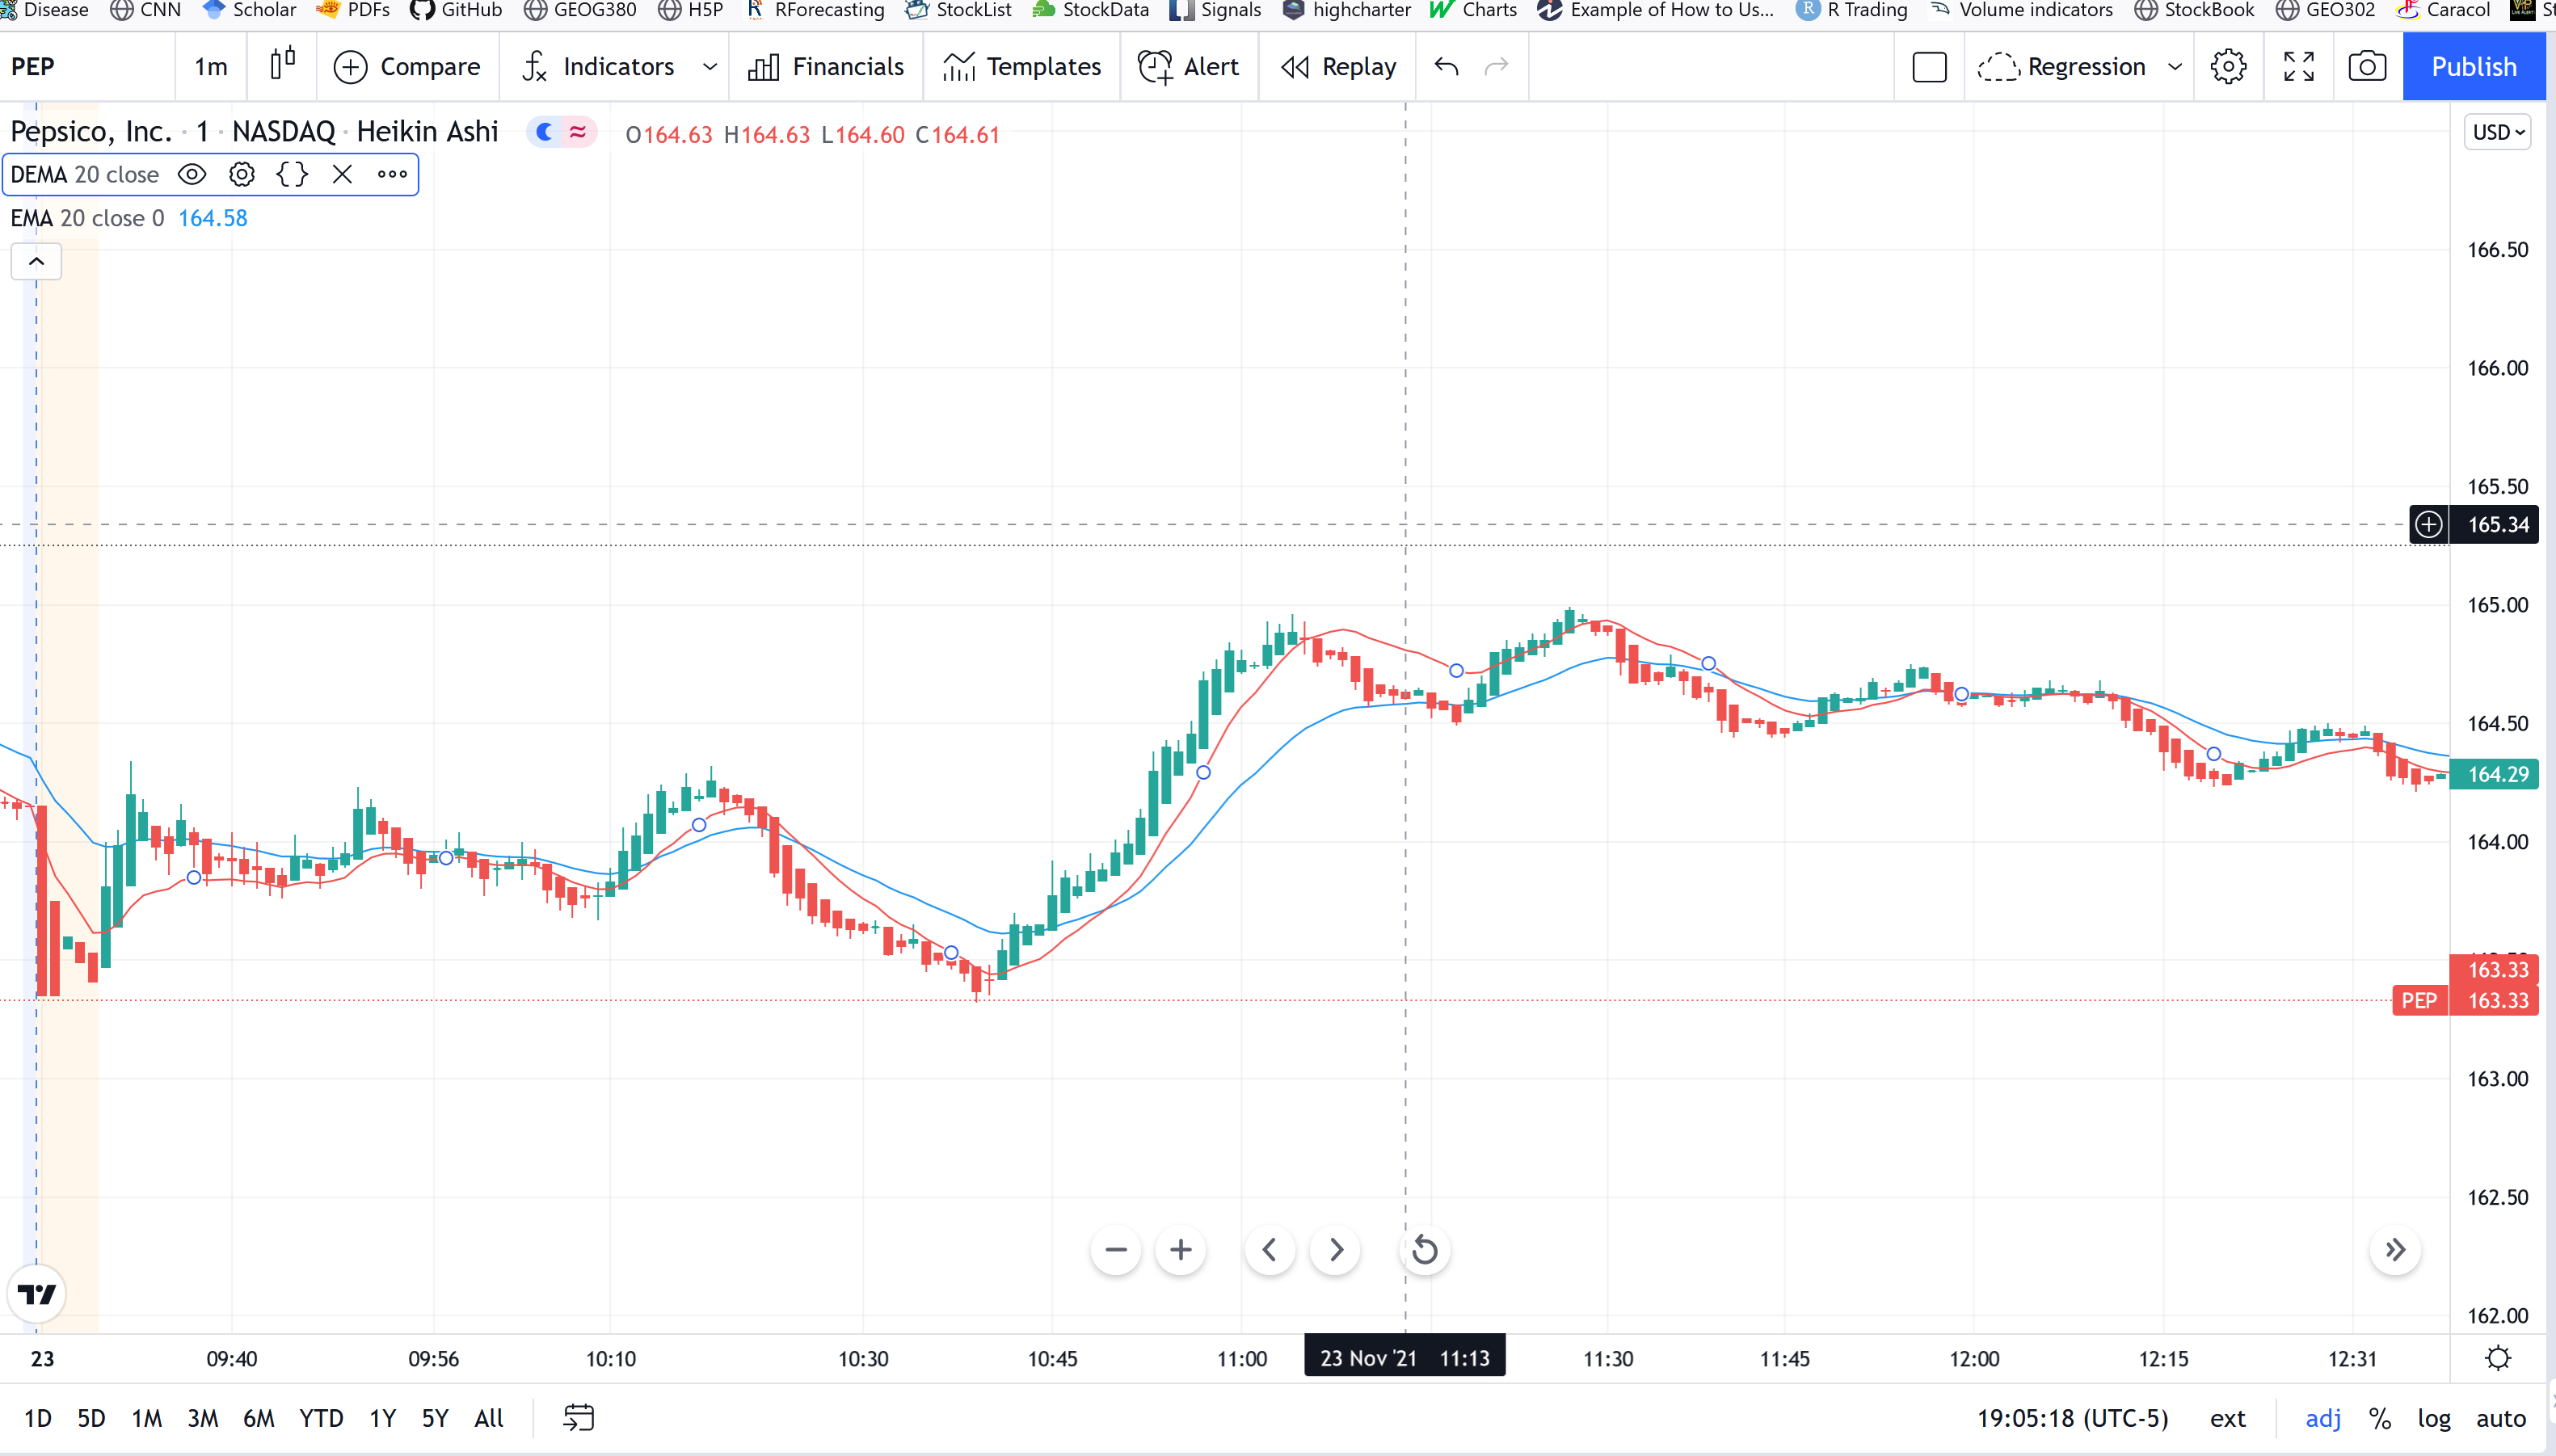 Disease CNN Scholar PDFs GitHub GEOG380 H5P RForecasting StockList StockData Signals highcharter Charts Example of How to Us... R Trading Volume indicators StockBook GEO302 Caracol
PEP 1m Compare Indicators Financials Templates Alert Replay Regression Publish
Pepsico, Inc. · 1 · NASDAQ · Heikin Ashi O164.63 H164.63 L164.60 C164.61 USD
DEMA 20 close
EMA 20 close 0 164.58
166.50
166.00
165.50
165.34
165.00
164.50
164.29
164.00
163.33
PEP 163.33
163.00
162.50
162.00
23 09:40 09:56 10:10 10:30 10:45 11:00 23 Nov '21 11:13 11:30 11:45 12:00 12:15 12:31
1D 5D 1M 3M 6M YTD 1Y 5Y All 19:05:18 (UTC-5) ext adj % log auto